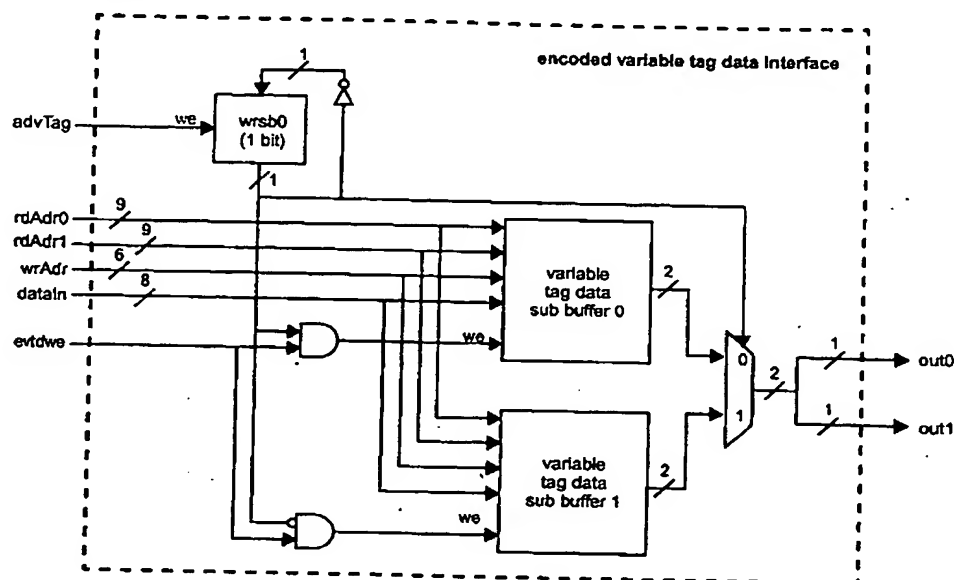 encoded variable tag data interface
1
advTag
we
wrsb0
(1 bit)
1
rdAdr0
9
rdAdr1
9
wrAdr
6
dataIn
8
evtdwe
variable
tag data
sub buffer 0
we
2
0
1
2
1
out0
1
out1
variable
tag data
sub buffer 1
we
2